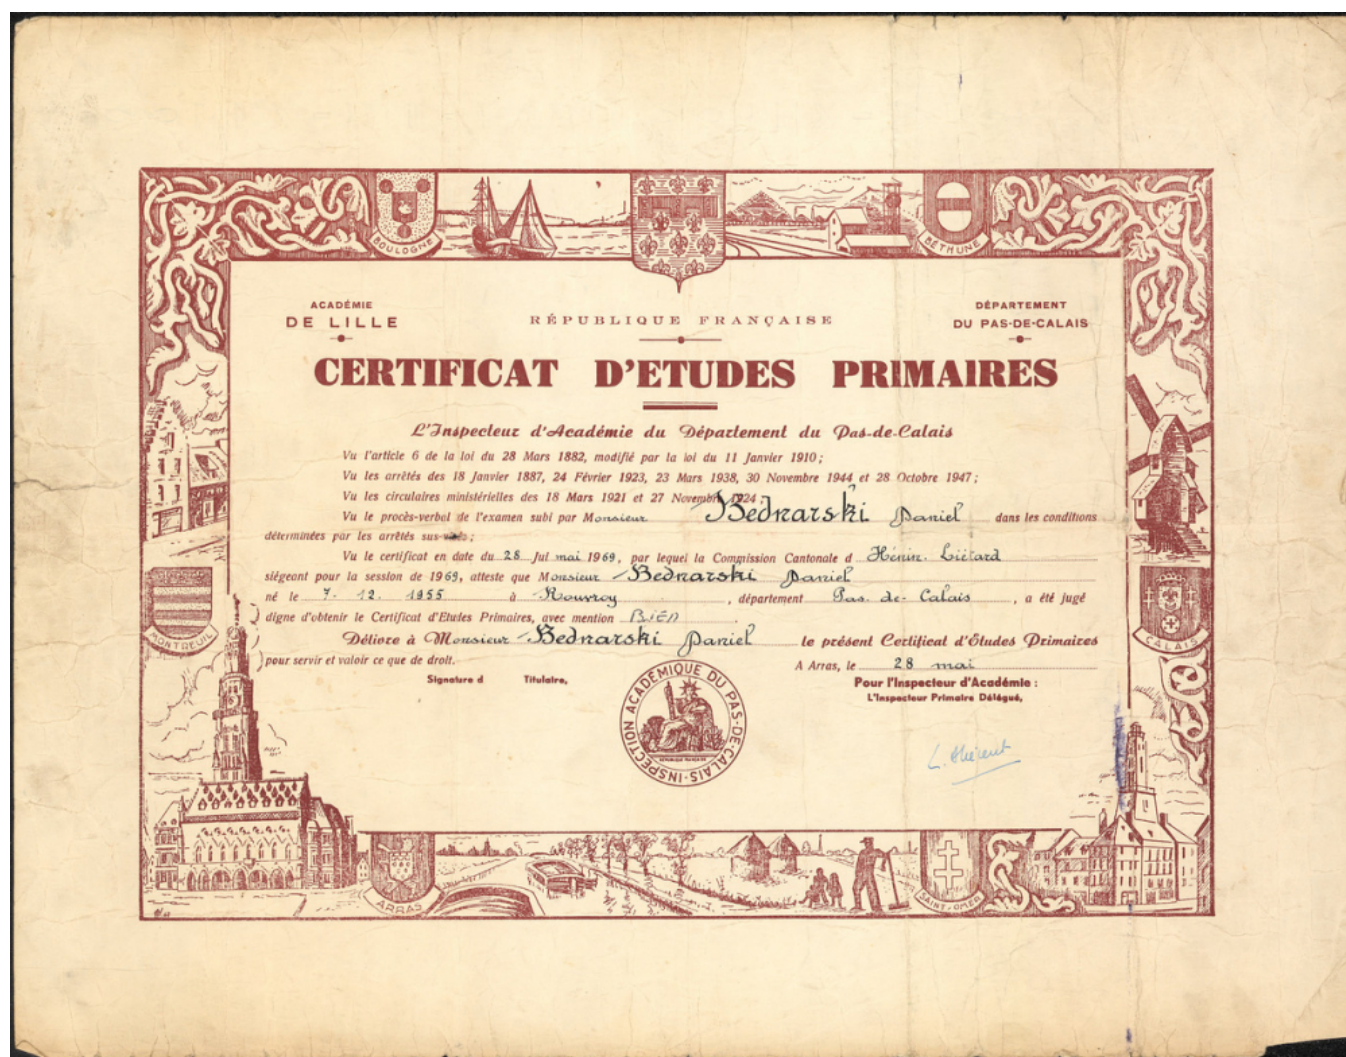 BOULOGNE
BÉTHUNE
ACADÉMIE
DE LILLE
RÉPUBLIQUE FRANÇAISE
DÉPARTEMENT
DU PAS-DE-CALAIS
CERTIFICAT D'ETUDES PRIMAIRES
L'Inspecteur d'Académie du Département du Pas-de-Calais
Vu l'article 6 de la loi du 28 Mars 1882, modifié par la loi du 11 Janvier 1910 ;
Vu les arrêtés des 18 Janvier 1887, 24 Février 1923, 23 Mars 1938, 30 Novembre 1944 et 28 Octobre 1947 ;
Vu les circulaires ministérielles des 18 Mars 1921 et 27 Novembre 1924 ;
Vu le procès-verbal de l'examen subi par Monsieur Bednarski Daniel dans les conditions
déterminées par les arrêtés sus-visés ;
Vu le certificat en date du 28 mai 1969, par lequel la Commission Cantonale d Hénin-Liétard
siégeant pour la session de 1969, atteste que Monsieur Bednarski Daniel
né le 7. 12. 1955 à Rouvroy, département Pas-de-Calais, a été jugé
digne d'obtenir le Certificat d'Etudes Primaires, avec mention BIEN
Délivre à Monsieur Bednarski Daniel le présent Certificat d'Études Primaires
pour servir et valoir ce que de droit.
A Arras, le 28 mai
Signature d Titulaire,
Pour l'Inspecteur d'Académie :
L'Inspecteur Primaire Délégué,
INSPECTION ACADÉMIQUE DU PAS-DE-CALAIS
RÉPUBLIQUE FRANÇAISE
MONTREUIL
CALAIS
ARRAS
SAINT-OMER